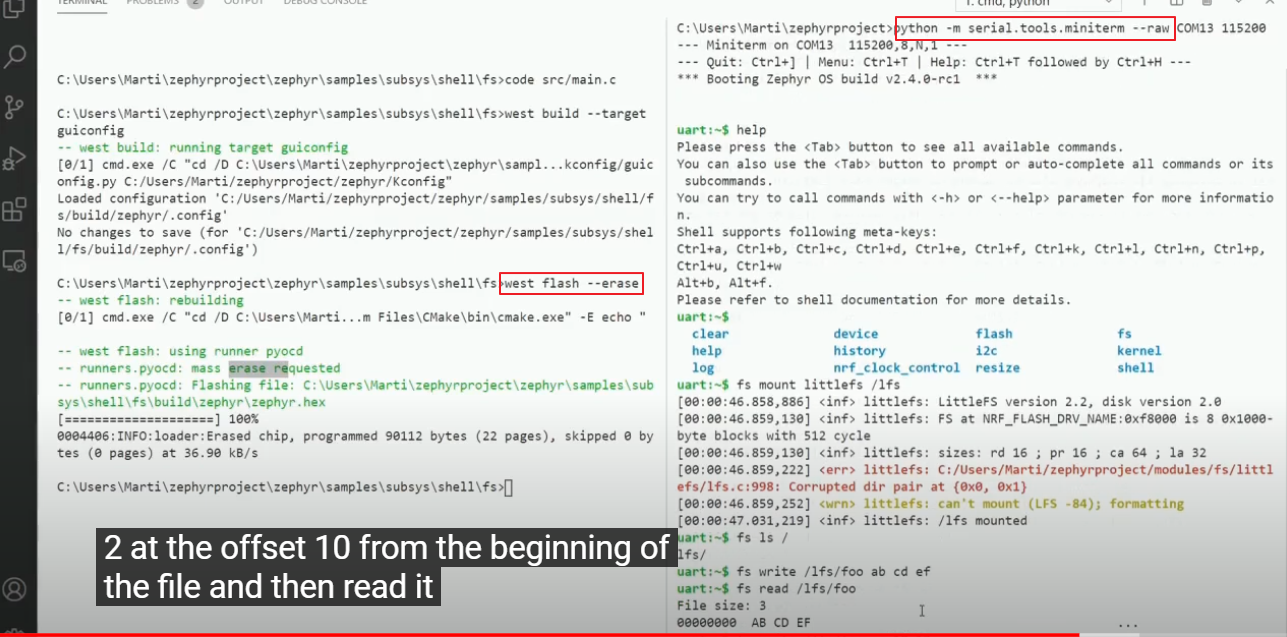 TERMINAL PROBLEMS 2 OUTPUT DEBUG CONSOLE
1: cmd, python
C:\Users\Marti\zephyrproject\zephyr\samples\subsys\shell\fs>code src/main.c
C:\Users\Marti\zephyrproject\zephyr\samples\subsys\shell\fs>west build --target
guiconfig
-- west build: running target guiconfig
[0/1] cmd.exe /C "cd /D C:\Users\Marti\zephyrproject\zephyr\sampl...kconfig/guic
onfig.py C:/Users/Marti/zephyrproject/zephyr/Kconfig"
Loaded configuration 'C:/Users/Marti/zephyrproject/zephyr/samples/subsys/shell/f
s/build/zephyr/.config'
No changes to save (for 'C:/Users/Marti/zephyrproject/zephyr/samples/subsys/shel
l/fs/build/zephyr/.config')
C:\Users\Marti\zephyrproject\zephyr\samples\subsys\shell\fs>west flash --erase
-- west flash: rebuilding
[0/1] cmd.exe /C "cd /D C:\Users\Marti...m Files\CMake\bin\cmake.exe" -E echo "
-- west flash: using runner pyocd
-- runners.pyocd: mass erase requested
-- runners.pyocd: Flashing file: C:\Users\Marti\zephyrproject\zephyr\samples\sub
sys\shell\fs\build\zephyr\zephyr.hex
[====================] 100%
0004406:INFO:loader:Erased chip, programmed 90112 bytes (22 pages), skipped 0 by
tes (0 pages) at 36.90 kB/s
C:\Users\Marti\zephyrproject\zephyr\samples\subsys\shell\fs>
C:\Users\Marti\zephyrproject>python -m serial.tools.miniterm --raw COM13 115200
--- Miniterm on COM13  115200,8,N,1 ---
--- Quit: Ctrl+] | Menu: Ctrl+T | Help: Ctrl+T followed by Ctrl+H ---
*** Booting Zephyr OS build v2.4.0-rc1  ***
uart:~$ help
Please press the <Tab> button to see all available commands.
You can also use the <Tab> button to prompt or auto-complete all commands or its
subcommands.
You can try to call commands with <-h> or <--help> parameter for more informatio
n.
Shell supports following meta-keys:
Ctrl+a, Ctrl+b, Ctrl+c, Ctrl+d, Ctrl+e, Ctrl+f, Ctrl+k, Ctrl+l, Ctrl+n, Ctrl+p,
Ctrl+u, Ctrl+w
Alt+b, Alt+f.
Please refer to shell documentation for more details.
uart:~$
clear device flash fs
help history i2c kernel
log nrf_clock_control resize shell
uart:~$ fs mount littlefs /lfs
[00:00:46.858,886] <inf> littlefs: LittleFS version 2.2, disk version 2.0
[00:00:46.859,130] <inf> littlefs: FS at NRF_FLASH_DRV_NAME:0xf8000 is 8 0x1000-
byte blocks with 512 cycle
[00:00:46.859,130] <inf> littlefs: sizes: rd 16 ; pr 16 ; ca 64 ; la 32
[00:00:46.859,222] <err> littlefs: C:/Users/Marti/zephyrproject/modules/fs/littl
efs/lfs.c:998: Corrupted dir pair at {0x0, 0x1}
[00:00:46.859,252] <wrn> littlefs: can't mount (LFS -84); formatting
[00:00:47.031,219] <inf> littlefs: /lfs mounted
uart:~$ fs ls /
lfs/
uart:~$ fs write /lfs/foo ab cd ef
uart:~$ fs read /lfs/foo
File size: 3
00000000  AB CD EF ...
2 at the offset 10 from the beginning of
the file and then read it